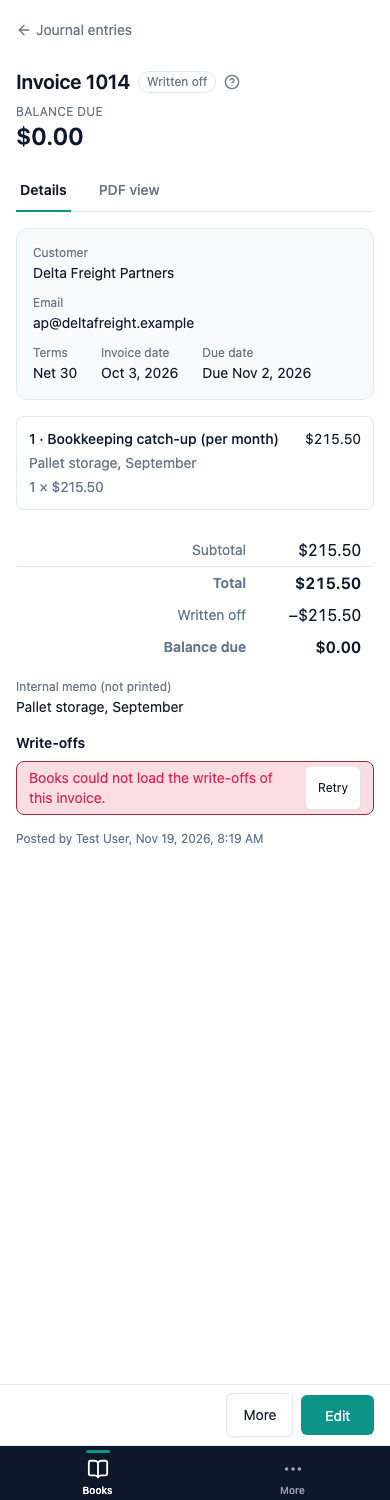 Journal entries
Invoice 1014 Written off
BALANCE DUE
$0.00
Details PDF view
Customer
Delta Freight Partners
Email
ap@deltafreight.example
Terms Invoice date Due date
Net 30 Oct 3, 2026 Due Nov 2, 2026
1 · Bookkeeping catch-up (per month) $215.50
Pallet storage, September
1 × $215.50
Subtotal $215.50
Total $215.50
Written off –$215.50
Balance due $0.00
Internal memo (not printed)
Pallet storage, September
Write-offs
Books could not load the write-offs of
this invoice.
Retry
Posted by Test User, Nov 19, 2026, 8:19 AM
More Edit
Books More